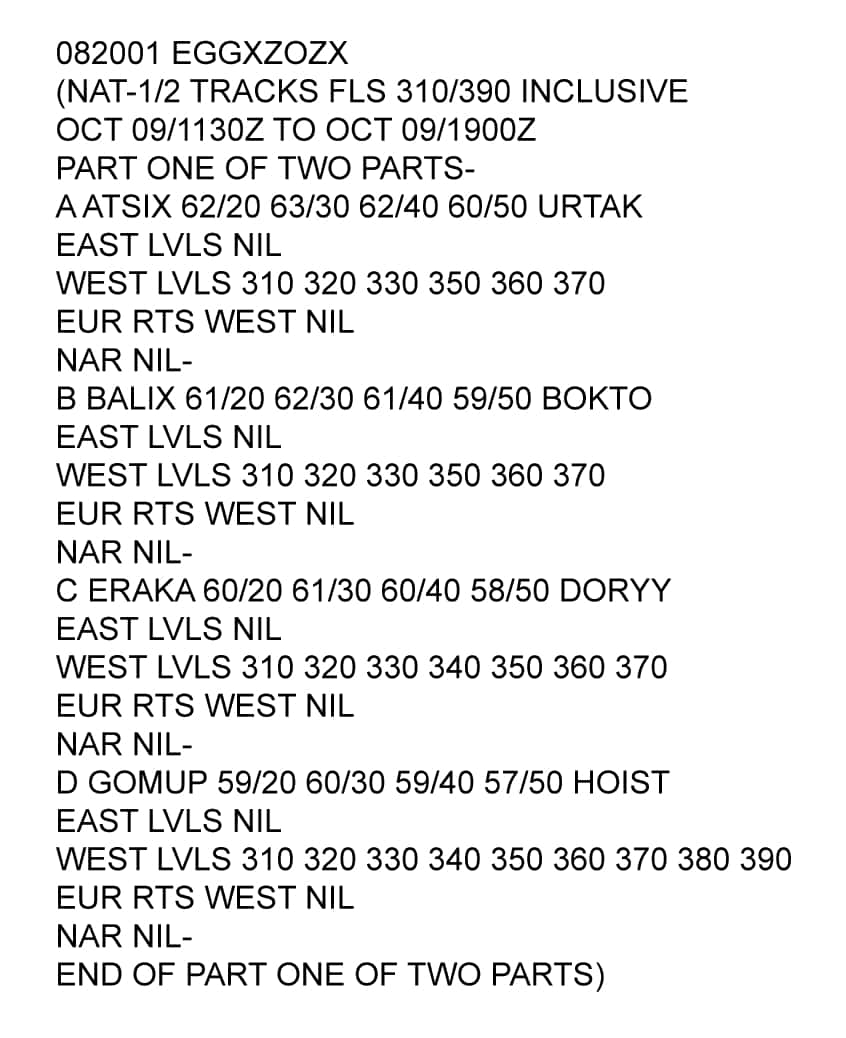 082001 EGGXZOZX
(NAT-1/2 TRACKS FLS 310/390 INCLUSIVE
OCT 09/1130Z TO OCT 09/1900Z
PART ONE OF TWO PARTS-
A ATSIX 62/20 63/30 62/40 60/50 URTAK
EAST LVLS NIL
WEST LVLS 310 320 330 350 360 370
EUR RTS WEST NIL
NAR NIL-
B BALIX 61/20 62/30 61/40 59/50 BOKTO
EAST LVLS NIL
WEST LVLS 310 320 330 350 360 370
EUR RTS WEST NIL
NAR NIL-
C ERAKA 60/20 61/30 60/40 58/50 DORYY
EAST LVLS NIL
WEST LVLS 310 320 330 340 350 360 370
EUR RTS WEST NIL
NAR NIL-
D GOMUP 59/20 60/30 59/40 57/50 HOIST
EAST LVLS NIL
WEST LVLS 310 320 330 340 350 360 370 380 390
EUR RTS WEST NIL
NAR NIL-
END OF PART ONE OF TWO PARTS)